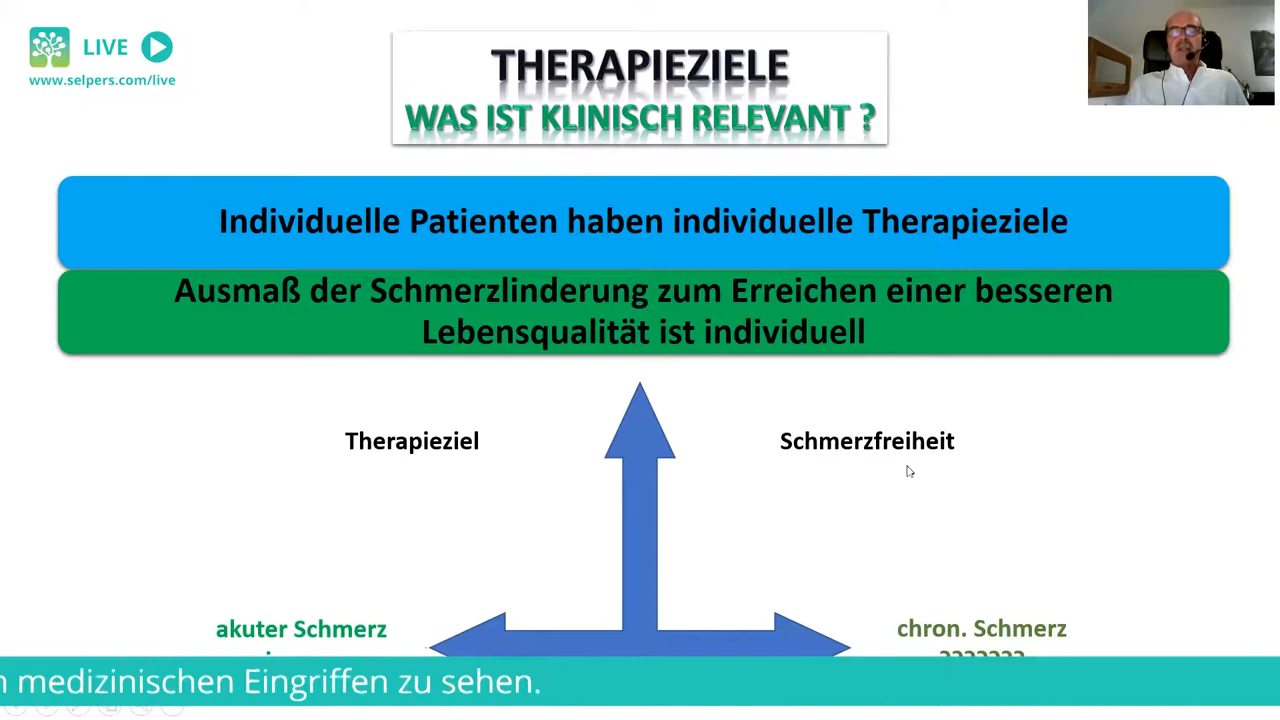 LIVE
www.selpers.com/live
THERAPIEZIELE
WAS IST KLINISCH RELEVANT ?
Individuelle Patienten haben individuelle Therapieziele
Ausmaß der Schmerzlinderung zum Erreichen einer besseren
Lebensqualität ist individuell
Therapieziel
Schmerzfreiheit
akuter Schmerz
chron. Schmerz
???????
medizinischen Eingriffen zu sehen.